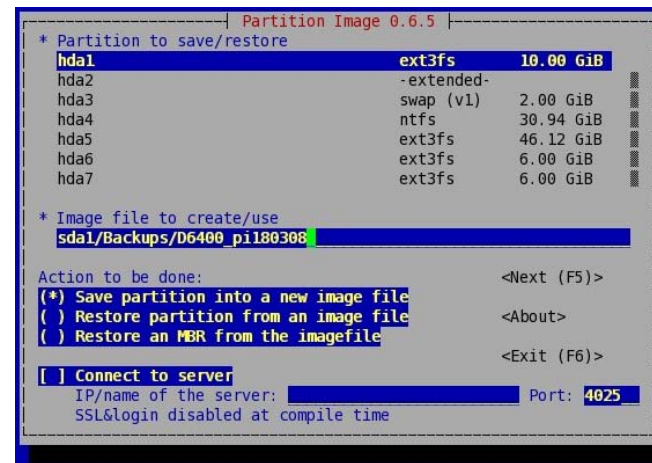 Partition Image 0.6.5
* Partition to save/restore
hda1 ext3fs 10.00 GiB
hda2 -extended-
hda3 swap (v1) 2.00 GiB
hda4 ntfs 30.94 GiB
hda5 ext3fs 46.12 GiB
hda6 ext3fs 6.00 GiB
hda7 ext3fs 6.00 GiB
* Image file to create/use
sda1/Backups/D6400_pi180308
Action to be done: <Next (F5)>
(*) Save partition into a new image file
( ) Restore partition from an image file <About>
( ) Restore an MBR from the imagefile
<Exit (F6)>
[ ] Connect to server
IP/name of the server: Port: 4025
SSL&login disabled at compile time